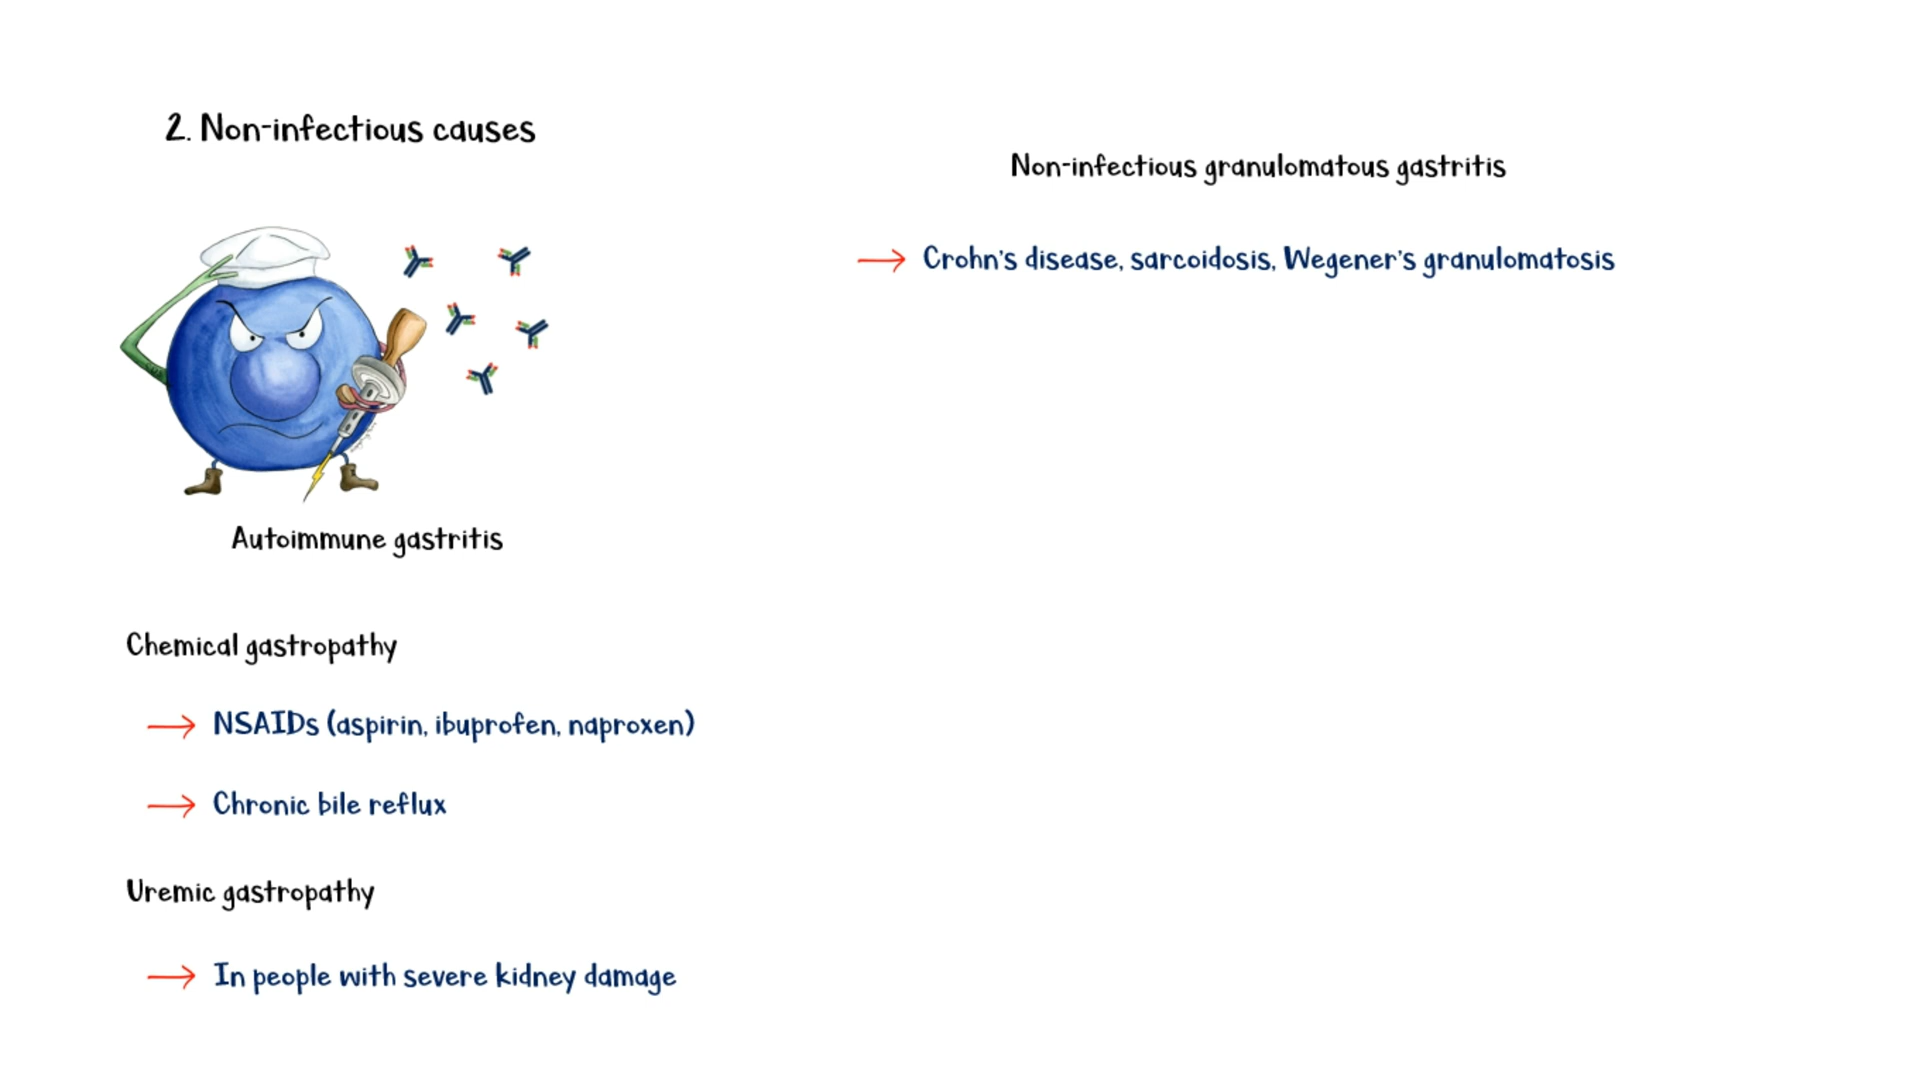 2. Non-infectious causes
Autoimmune gastritis
Chemical gastropathy
NSAIDs (aspirin, ibuprofen, naproxen)
Chronic bile reflux
Uremic gastropathy
In people with severe kidney damage
Non-infectious granulomatous gastritis
Crohn's disease, sarcoidosis, Wegener's granulomatosis